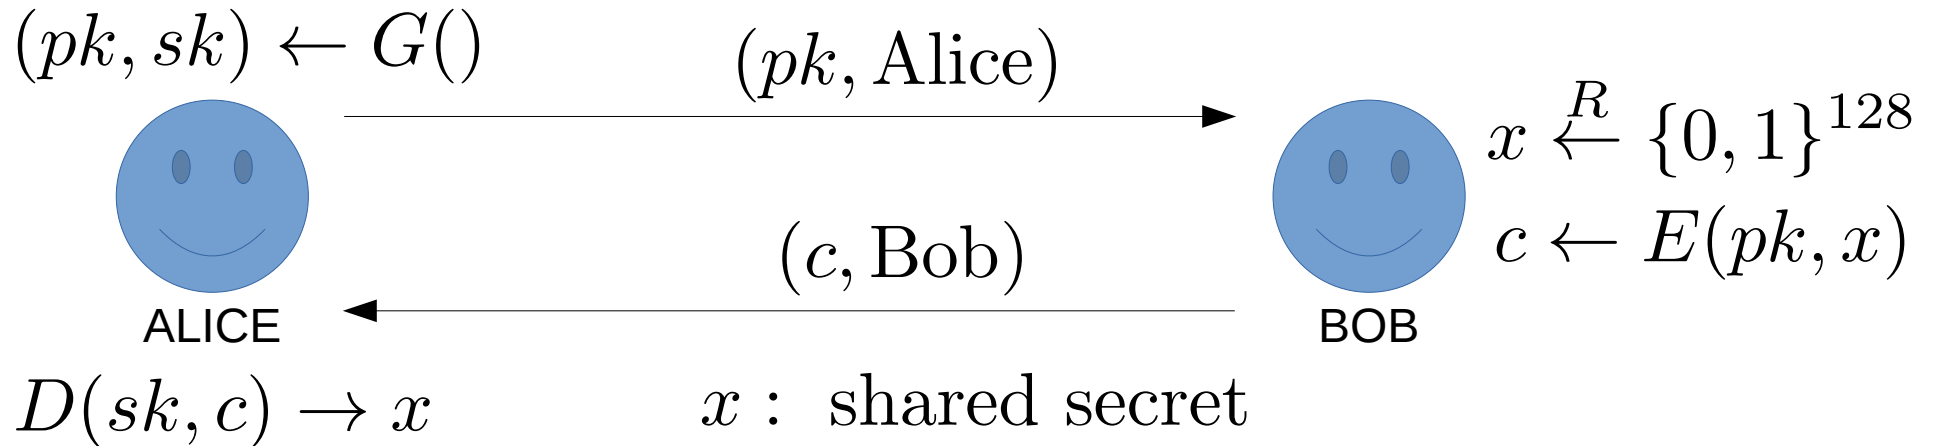 (pk, sk) ← G()
(pk, Alice)
x ←R {0, 1}^128
c ← E(pk, x)
(c, Bob)
ALICE
BOB
D(sk, c) → x
x : shared secret